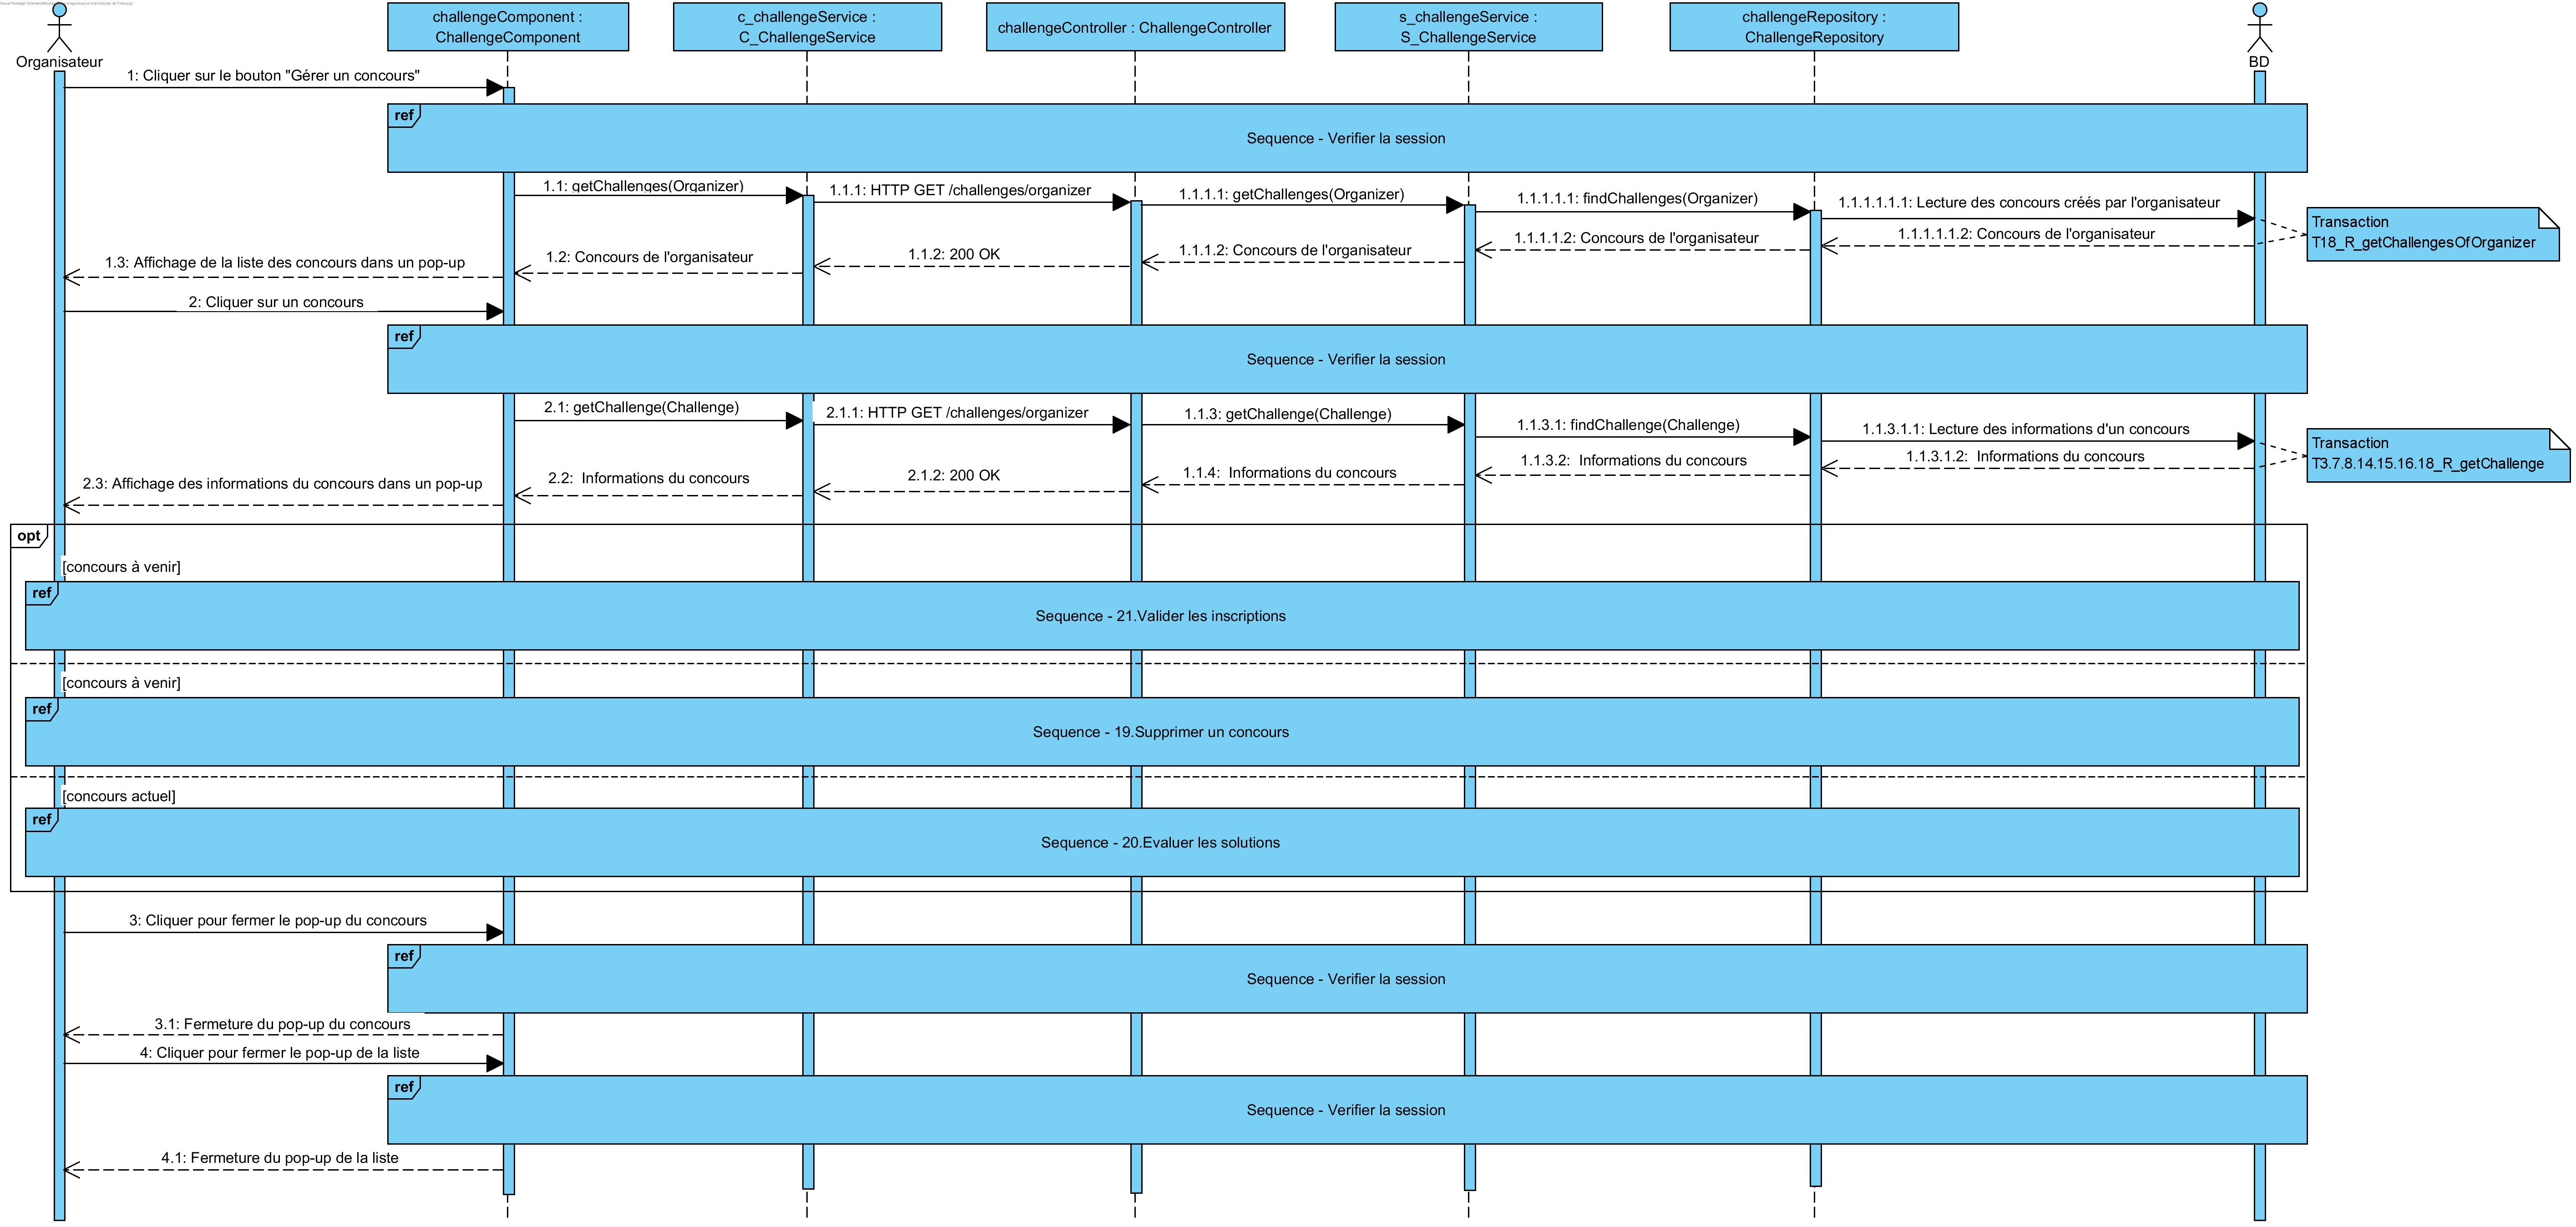 Organisateur
challengeComponent :
ChallengeComponent
c_challengeService :
C_ChallengeService
challengeController : ChallengeController
s_challengeService :
S_ChallengeService
challengeRepository :
ChallengeRepository
BD
1: Cliquer sur le bouton "Gérer un concours"
ref
Sequence - Verifier la session
1.1: getChallenges(Organizer)
1.1.1: HTTP GET /challenges/organizer
1.1.1.1: getChallenges(Organizer)
1.1.1.1.1: findChallenges(Organizer)
1.1.1.1.1.1: Lecture des concours créés par l'organisateur
Transaction
T18_R_getChallengesOfOrganizer
1.1.1.1.1.2: Concours de l'organisateur
1.1.1.1.2: Concours de l'organisateur
1.1.1.2: Concours de l'organisateur
1.1.2: 200 OK
1.2: Concours de l'organisateur
1.3: Affichage de la liste des concours dans un pop-up
2: Cliquer sur un concours
ref
Sequence - Verifier la session
2.1: getChallenge(Challenge)
2.1.1: HTTP GET /challenges/organizer
1.1.3: getChallenge(Challenge)
1.1.3.1: findChallenge(Challenge)
1.1.3.1.1: Lecture des informations d'un concours
Transaction
T3.7.8.14.15.16.18_R_getChallenge
1.1.3.1.2: Informations du concours
1.1.3.2: Informations du concours
1.1.4: Informations du concours
2.1.2: 200 OK
2.2: Informations du concours
2.3: Affichage des informations du concours dans un pop-up
opt
[concours à venir]
ref
Sequence - 21.Valider les inscriptions
[concours à venir]
ref
Sequence - 19.Supprimer un concours
[concours actuel]
ref
Sequence - 20.Evaluer les solutions
3: Cliquer pour fermer le pop-up du concours
ref
Sequence - Verifier la session
3.1: Fermeture du pop-up du concours
4: Cliquer pour fermer le pop-up de la liste
ref
Sequence - Verifier la session
4.1: Fermeture du pop-up de la liste